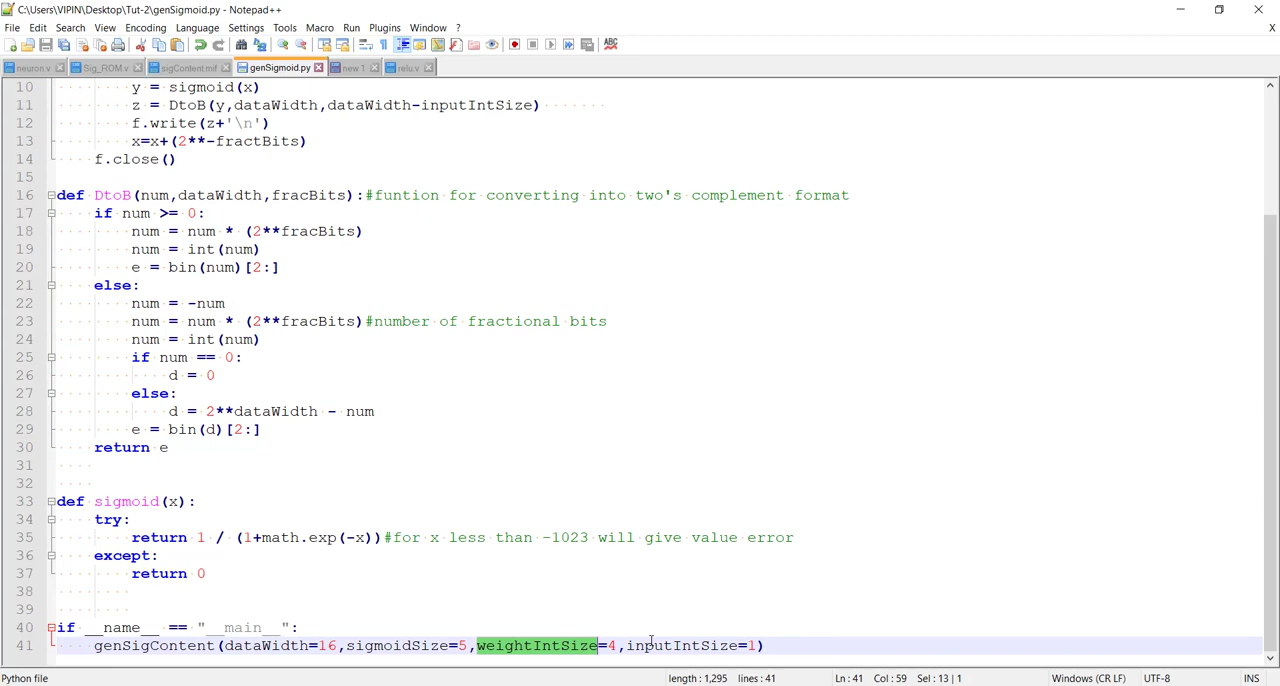 C:\Users\VIPIN\Desktop\Tut-2\genSigmoid.py - Notepad++
File Edit Search View Encoding Language Settings Tools Macro Run Plugins Window ? X
neuron.v Sig_ROM.v sigContent.mif genSigmoid.py new 1 relu.v
10 y = sigmoid(x)
11 z = DtoB(y,dataWidth,dataWidth-inputIntSize)
12 f.write(z+'\n')
13 x=x+(2**-fractBits)
14 f.close()
15
16 def DtoB(num,dataWidth,fracBits):#funtion for converting into two's complement format
17 if num >= 0:
18 num = num * (2**fracBits)
19 num = int(num)
20 e = bin(num)[2:]
21 else:
22 num = -num
23 num = num * (2**fracBits)#number of fractional bits
24 num = int(num)
25 if num == 0:
26 d = 0
27 else:
28 d = 2**dataWidth - num
29 e = bin(d)[2:]
30 return e
31
32
33 def sigmoid(x):
34 try:
35 return 1 / (1+math.exp(-x))#for x less than -1023 will give value error
36 except:
37 return 0
38
39
40 if __name__ == "__main__":
41 genSigContent(dataWidth=16,sigmoidSize=5,weightIntSize=4,inputIntSize=1)
Python file length : 1,295 lines : 41 Ln : 41 Col : 59 Sel : 13 | 1 Windows (CR LF) UTF-8 INS